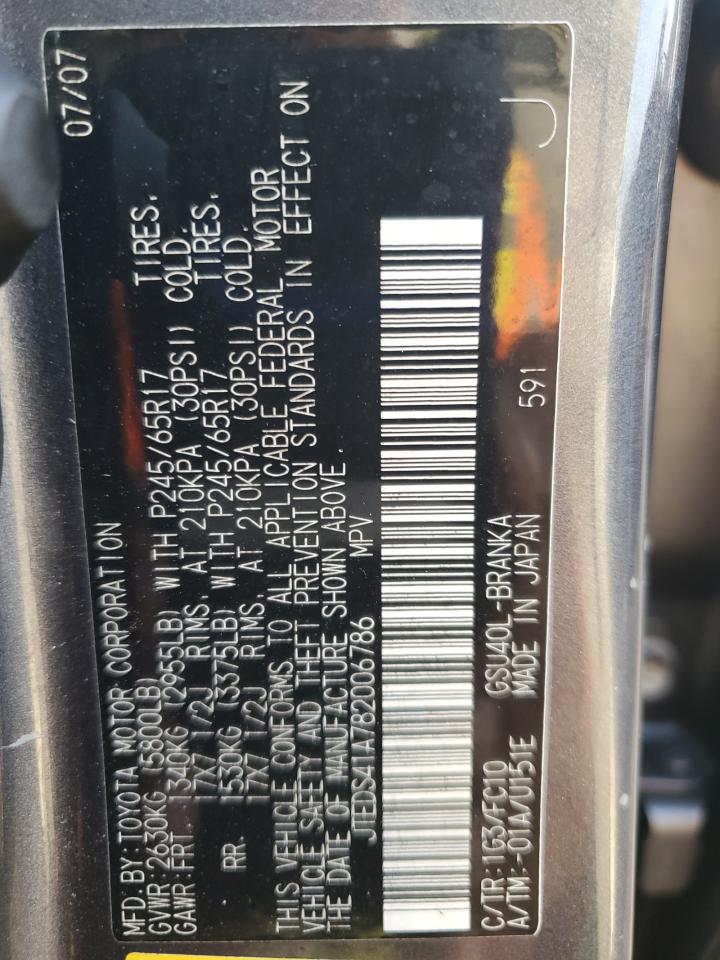 MFD. BY: TOYOTA MOTOR CORPORATION 07/07
GVWR: 2630KG (5800LB)
GAWR: FRT. 1340KG (2955LB) WITH P245/65R17 TIRES,
17X7 1/2J RIMS, AT 210KPA (30PSI) COLD.
RR. 1530KG (3375LB) WITH P245/65R17 TIRES,
17X7 1/2J RIMS, AT 210KPA (30PSI) COLD.
THIS VEHICLE CONFORMS TO ALL APPLICABLE FEDERAL MOTOR
VEHICLE SAFETY AND THEFT PREVENTION STANDARDS IN EFFECT ON
THE DATE OF MANUFACTURE SHOWN ABOVE.
JTEDS41A782006786 MPV
C/TR: 1G3/FC10 GSU40L-BRANKA 591 J
A/TM: -01A/U151E MADE IN JAPAN